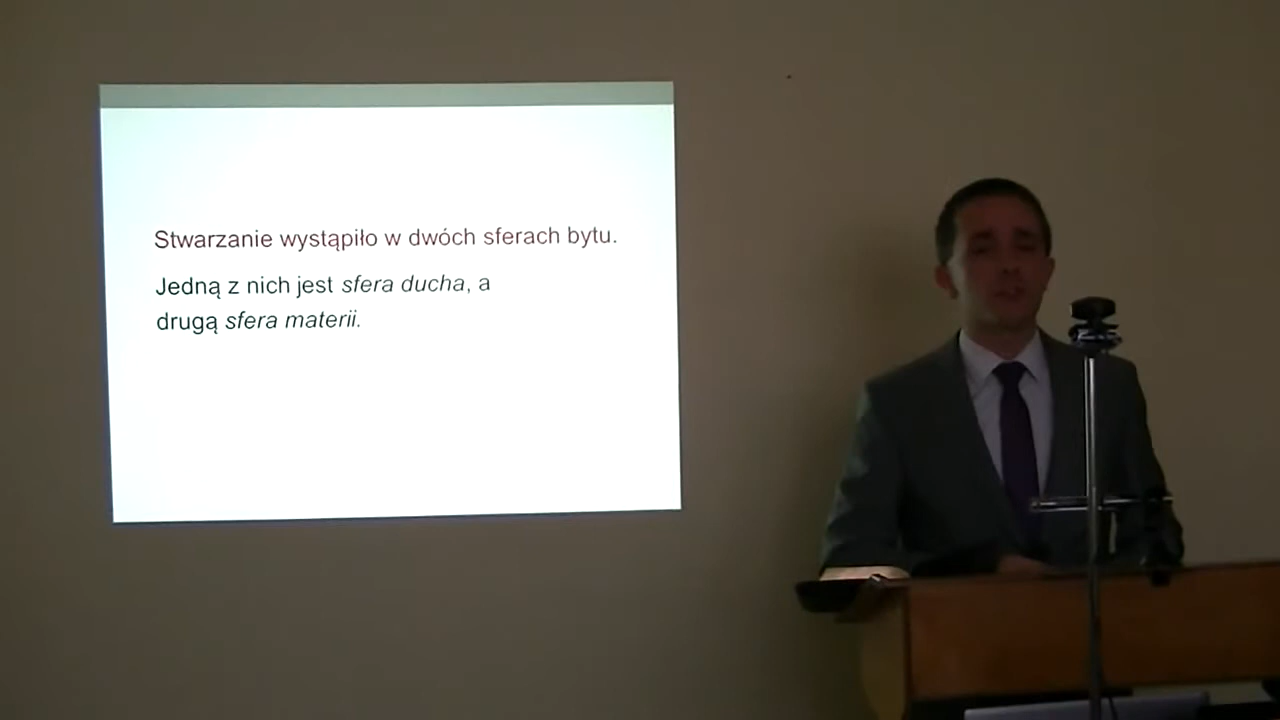 Stwarzanie wystąpiło w dwóch sferach bytu.
Jedną z nich jest sfera ducha, a
drugą sfera materii.